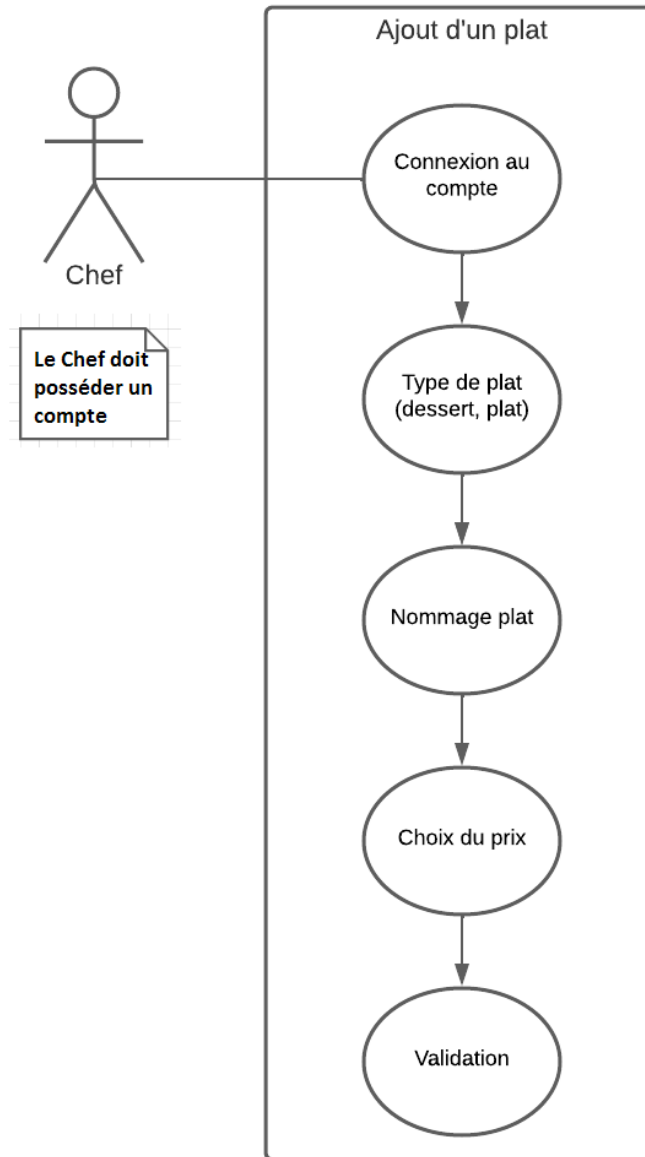 Ajout d'un plat
Connexion au
compte
Chef
Le Chef doit
posséder un
compte
Type de plat
(dessert, plat)
Nommage plat
Choix du prix
Validation